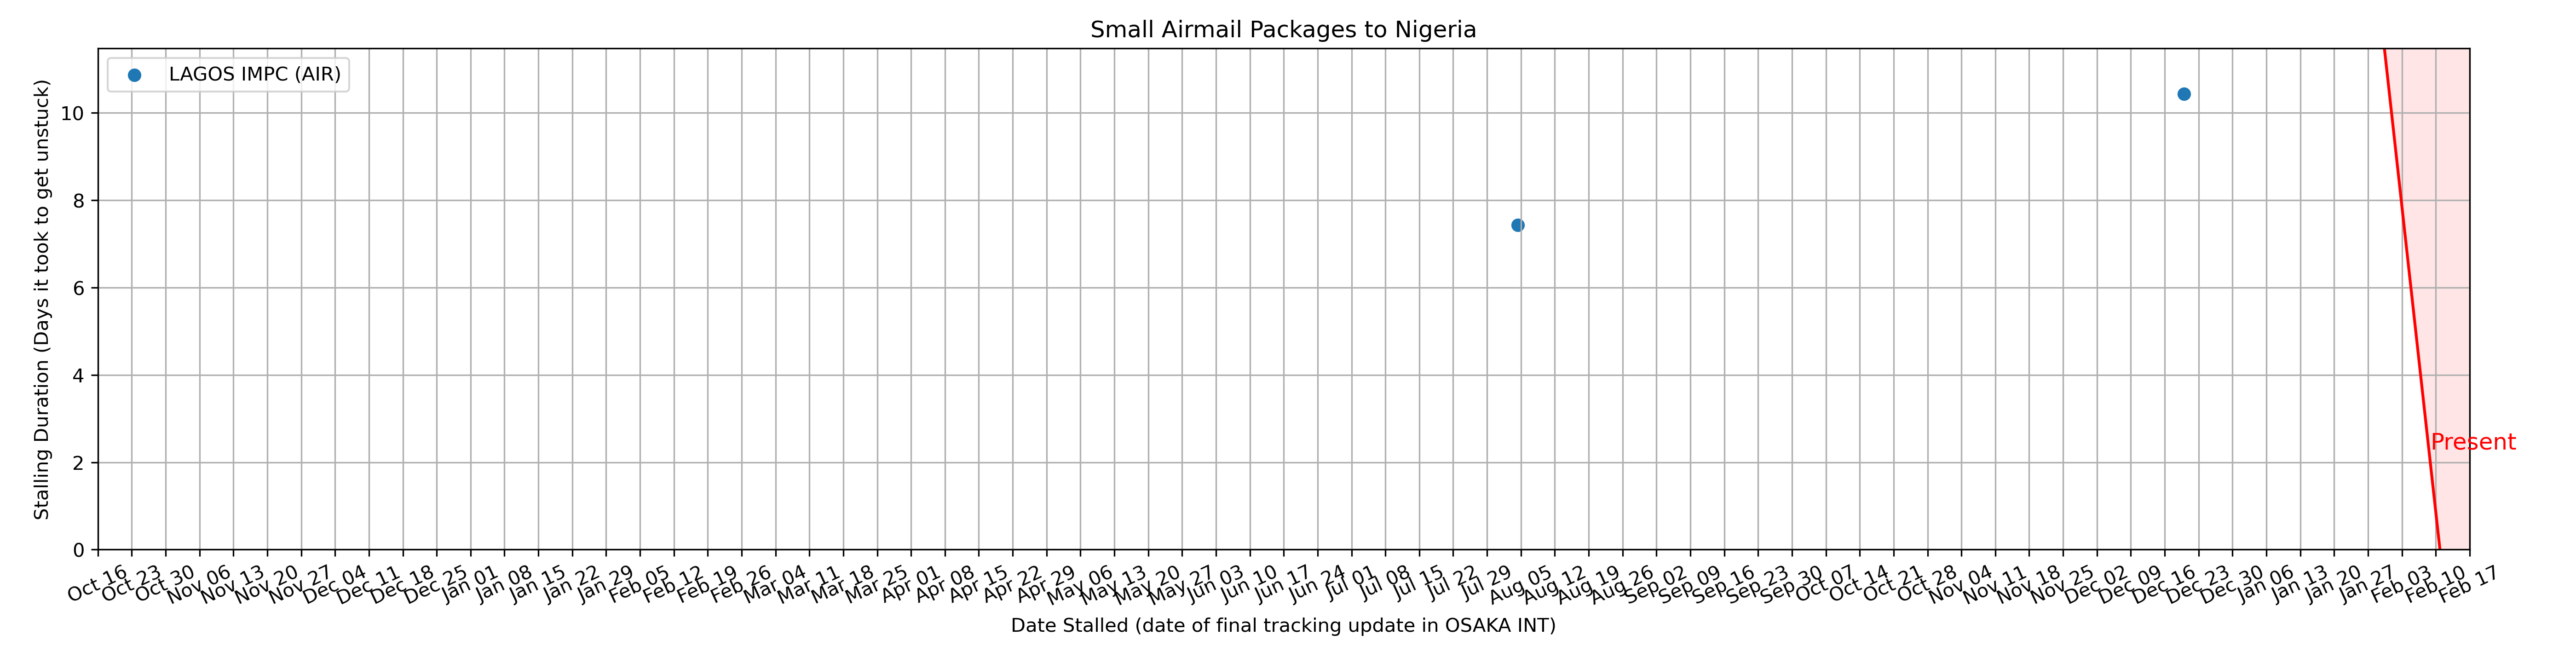 Small Airmail Packages to Nigeria
LAGOS IMPC (AIR)
Stalling Duration (Days it took to get unstuck)
10
8
6
4
2
0
Present
Oct 16 Oct 23 Oct 30 Nov 06 Nov 13 Nov 20 Nov 27 Dec 04 Dec 11 Dec 18 Dec 25 Jan 01 Jan 08 Jan 15 Jan 22 Jan 29 Feb 05 Feb 12 Feb 19 Feb 26 Mar 04 Mar 11 Mar 18 Mar 25 Apr 01 Apr 08 Apr 15 Apr 22 Apr 29 May 06 May 13 May 20 May 27 Jun 03 Jun 10 Jun 17 Jun 24 Jul 01 Jul 08 Jul 15 Jul 22 Jul 29 Aug 05 Aug 12 Aug 19 Aug 26 Sep 02 Sep 09 Sep 16 Sep 23 Sep 30 Oct 07 Oct 14 Oct 21 Oct 28 Nov 04 Nov 11 Nov 18 Nov 25 Dec 02 Dec 09 Dec 16 Dec 23 Dec 30 Jan 06 Jan 13 Jan 20 Jan 27 Feb 03 Feb 10 Feb 17
Date Stalled (date of final tracking update in OSAKA INT)